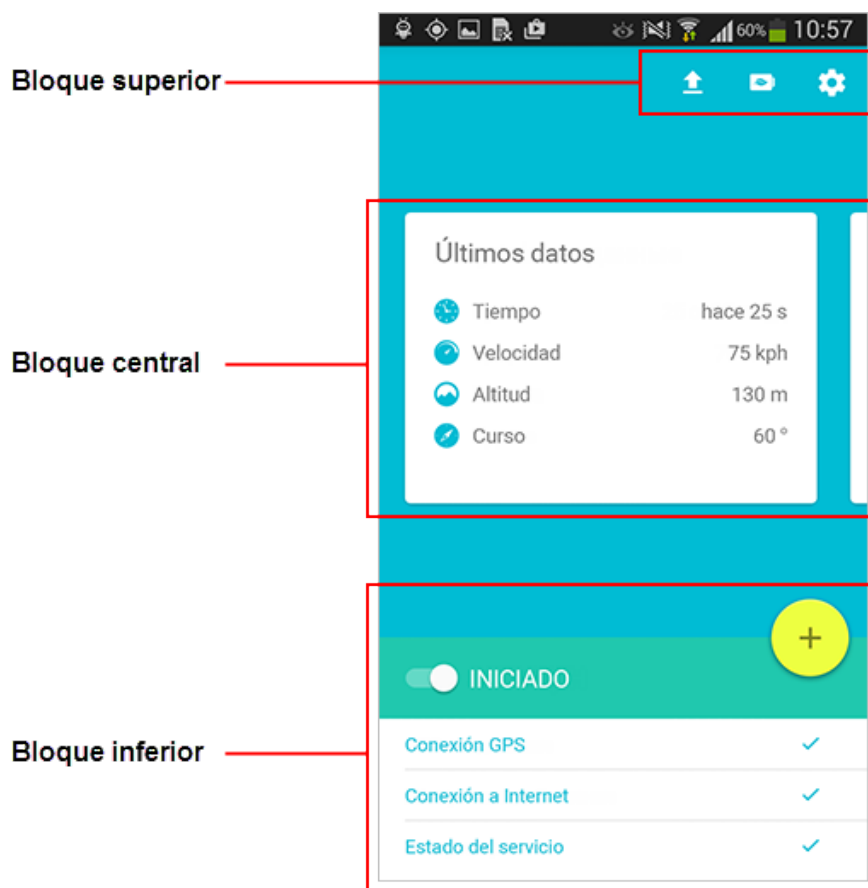 60% 10:57
Bloque superior
Últimos datos
Tiempo hace 25 s
Velocidad 75 kph
Bloque central
Altitud 130 m
Curso 60 °
INICIADO
Conexión GPS
Bloque inferior
Conexión a Internet
Estado del servicio